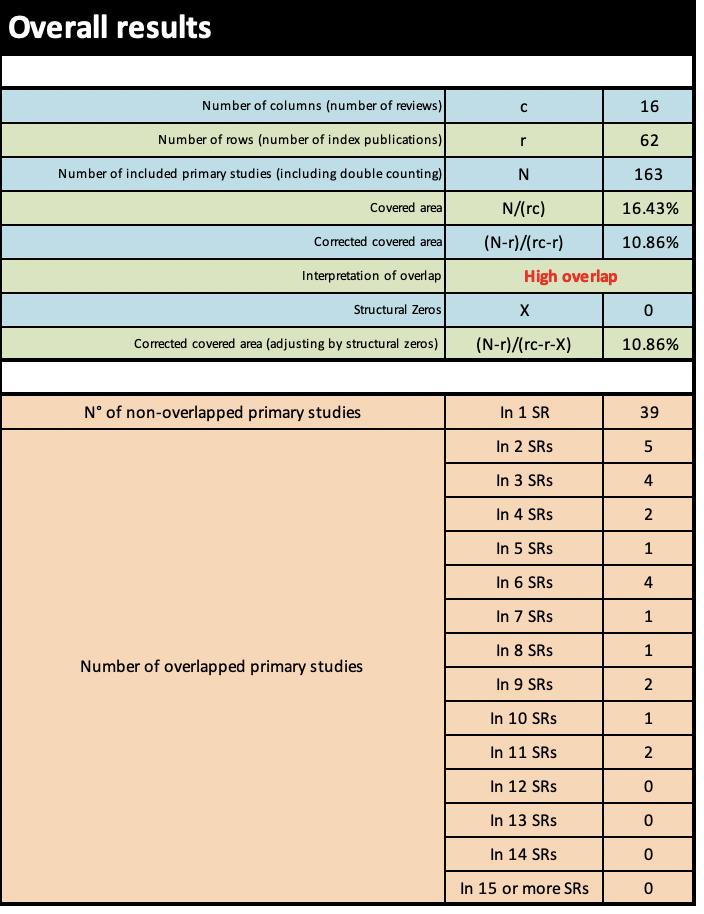 Overall results
Number of columns (number of reviews) c 16
Number of rows (number of index publications) r 62
Number of included primary studies (including double counting) N 163
Covered area N/(rc) 16.43%
Corrected covered area (N-r)/(rc-r) 10.86%
Interpretation of overlap High overlap
Structural Zeros X 0
Corrected covered area (adjusting by structural zeros) (N-r)/(rc-r-X) 10.86%
N° of non-overlapped primary studies In 1 SR 39
In 2 SRs 5
In 3 SRs 4
In 4 SRs 2
In 5 SRs 1
In 6 SRs 4
In 7 SRs 1
In 8 SRs 1
Number of overlapped primary studies
In 9 SRs 2
In 10 SRs 1
In 11 SRs 2
In 12 SRs 0
In 13 SRs 0
In 14 SRs 0
In 15 or more SRs 0